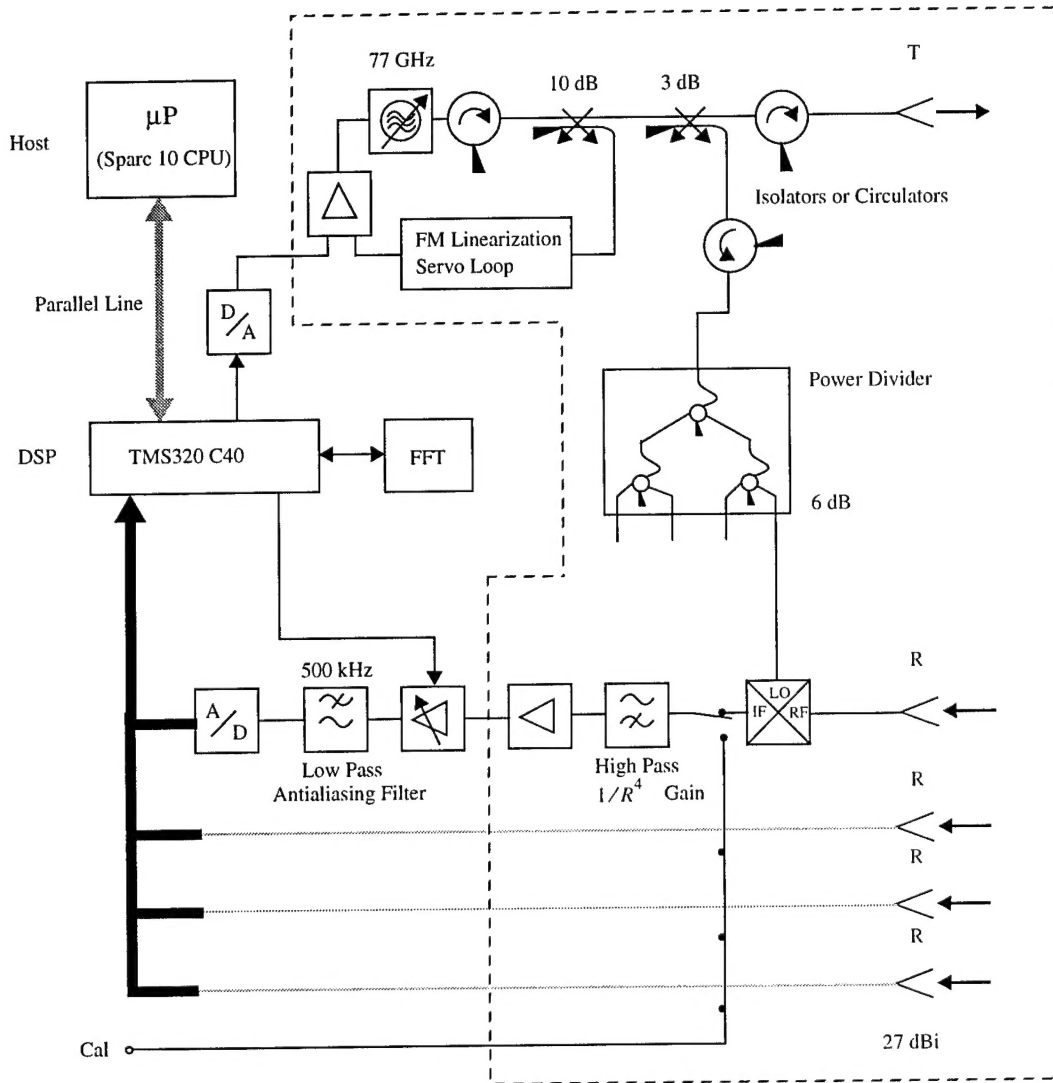 77 GHz
T
10 dB
3 dB
Host
μP
(Sparc 10 CPU)
Isolators or Circulators
FM Linearization
Servo Loop
Parallel Line
D/A
Power Divider
DSP
TMS320 C40
FFT
6 dB
R
500 kHz
LO
IF
RF
A/D
Low Pass
Antialiasing Filter
High Pass
1/R⁴ Gain
R
R
R
Cal
27 dBi